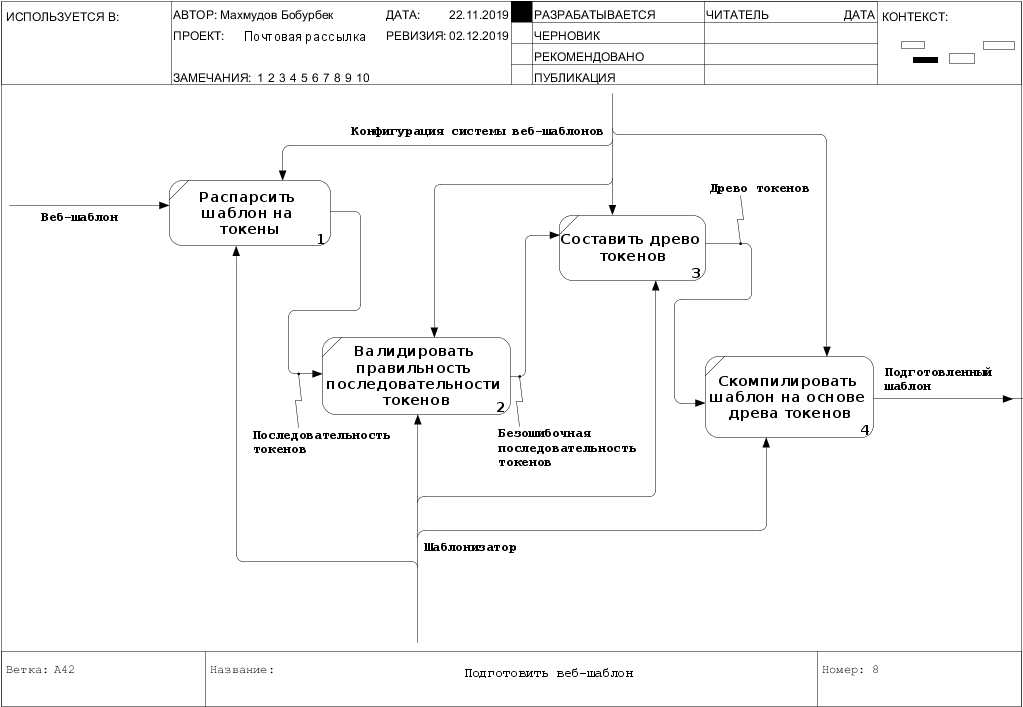 ИСПОЛЬЗУЕТСЯ В:
АВТОР: Махмудов Бобурбек
ДАТА: 22.11.2019
ПРОЕКТ: Почтовая рассылка
РЕВИЗИЯ: 02.12.2019
ЗАМЕЧАНИЯ: 1 2 3 4 5 6 7 8 9 10
РАЗРАБАТЫВАЕТСЯ
ЧЕРНОВИК
РЕКОМЕНДОВАНО
ПУБЛИКАЦИЯ
ЧИТАТЕЛЬ
ДАТА
КОНТЕКСТ:
Конфигурация системы веб-шаблонов
Веб-шаблон
Распарсить
шаблон на
токены
1
Древо токенов
Составить древо
токенов
3
Валидировать
правильность
последовательности
токенов
2
Последовательность
токенов
Безошибочная
последовательность
токенов
Скомпилировать
шаблон на основе
древа токенов
4
Подготовленный
шаблон
Шаблонизатор
Ветка: A42
Название:
Подготовить веб-шаблон
Номер: 8